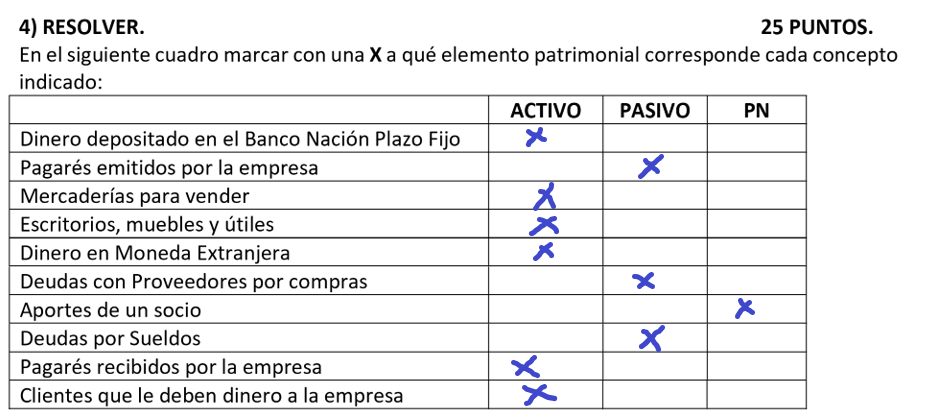 4) RESOLVER. 25 PUNTOS.
En el siguiente cuadro marcar con una X a qué elemento patrimonial corresponde cada concepto
indicado:
ACTIVO PASIVO PN
Dinero depositado en el Banco Nación Plazo Fijo X
Pagarés emitidos por la empresa X
Mercaderías para vender X
Escritorios, muebles y útiles X
Dinero en Moneda Extranjera X
Deudas con Proveedores por compras X
Aportes de un socio X
Deudas por Sueldos X
Pagarés recibidos por la empresa X
Clientes que le deben dinero a la empresa X